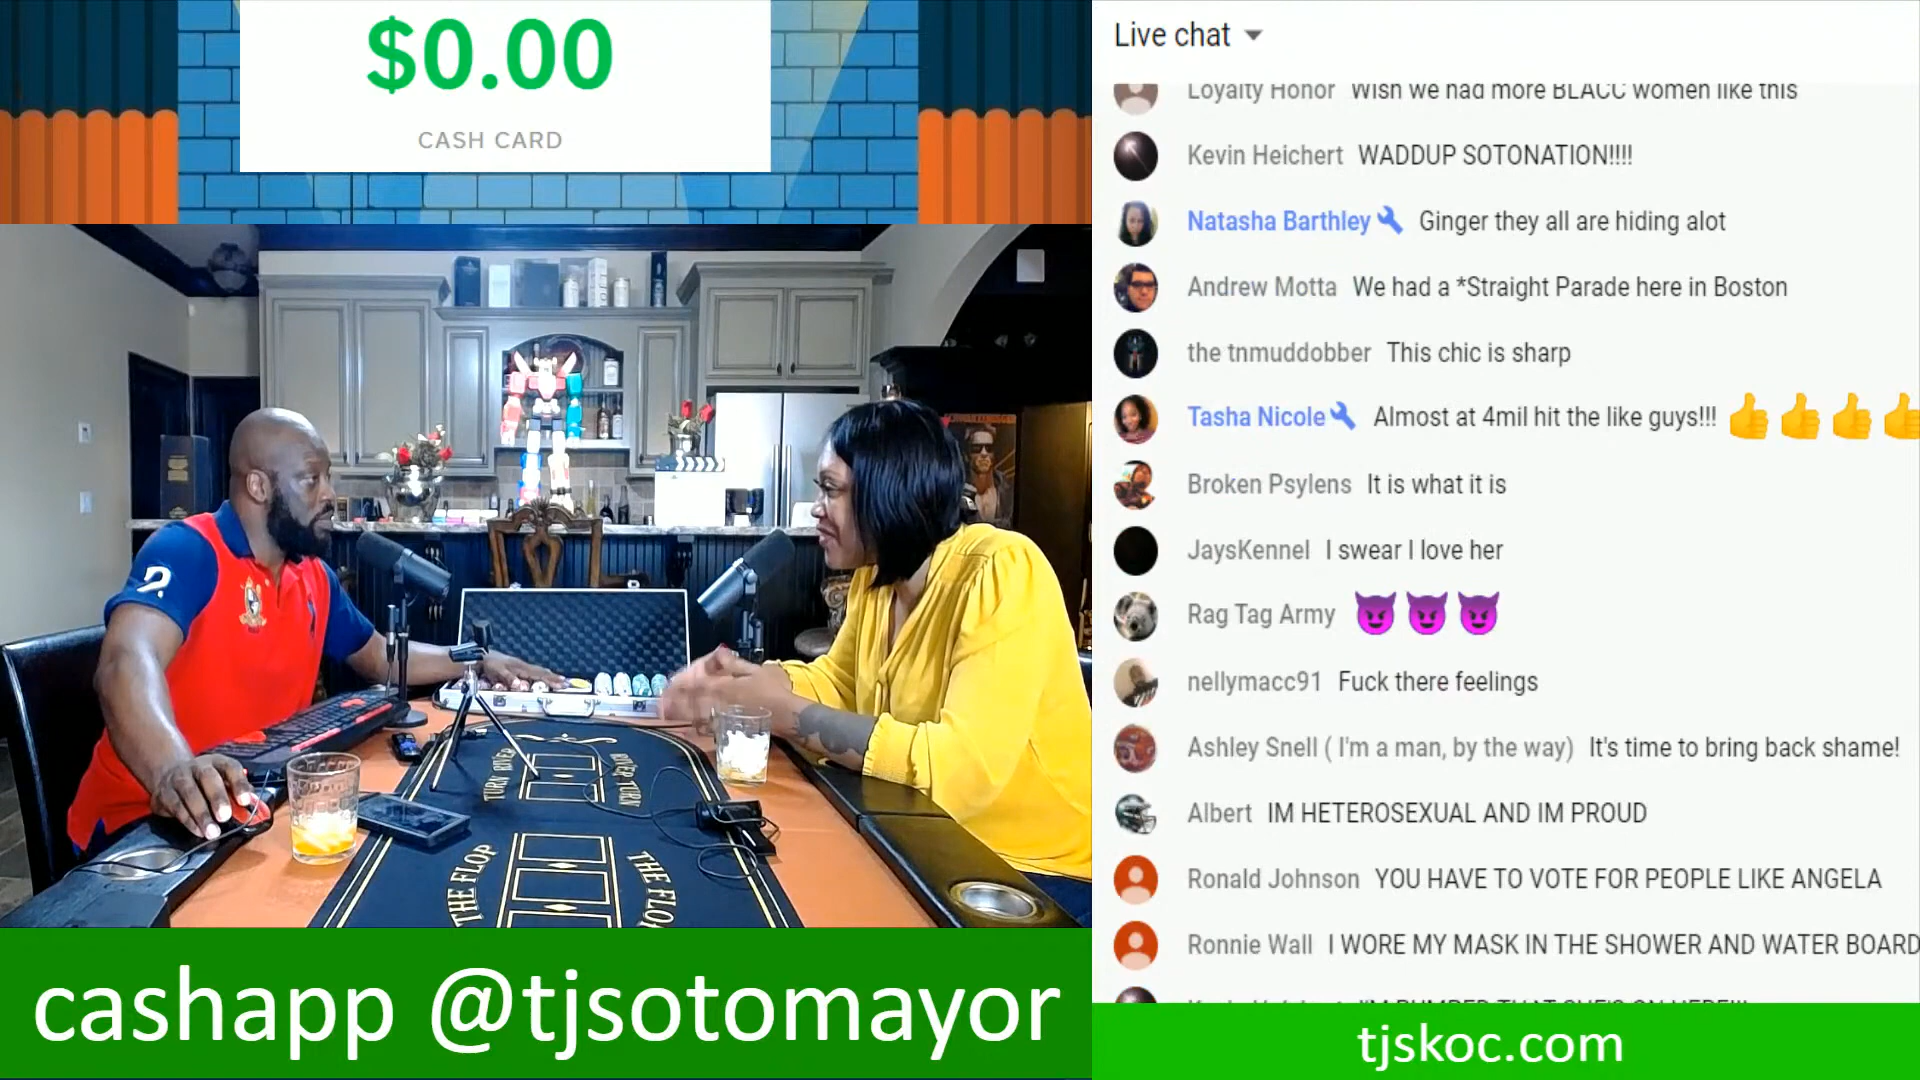 $0.00
CASH CARD
TURN RIVER
RIVER TURN
THE FLOP
THE FLOP
cashapp @tjsotomayor
Live chat
Loyalty Honor Wish we had more BLACC women like this
Kevin Heichert WADDUP SOTONATION!!!!
Natasha Barthley Ginger they all are hiding alot
Andrew Motta We had a *Straight Parade here in Boston
the tnmuddobber This chic is sharp
Tasha Nicole Almost at 4mil hit the like guys!!! 👍👍👍👍
Broken Psylens It is what it is
JaysKennel I swear I love her
Rag Tag Army 😈😈😈
nellymacc91 Fuck there feelings
Ashley Snell ( I'm a man, by the way) It's time to bring back shame!
Albert IM HETEROSEXUAL AND IM PROUD
Ronald Johnson YOU HAVE TO VOTE FOR PEOPLE LIKE ANGELA
Ronnie Wall I WORE MY MASK IN THE SHOWER AND WATER BOARD
tjskoc.com